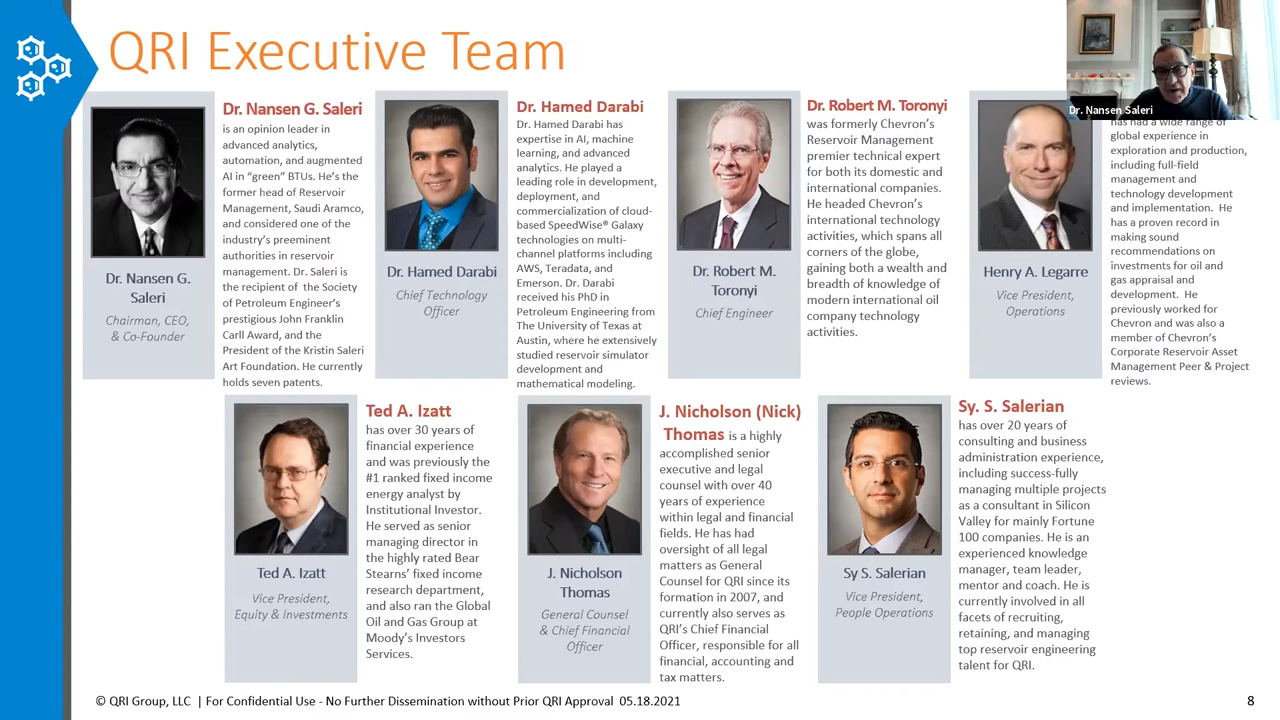 QRI Executive Team
Dr. Nansen Saleri
Dr. Nansen G.
Saleri
Chairman, CEO,
& Co-Founder
Dr. Nansen G. Saleri
is an opinion leader in
advanced analytics,
automation, and augmented
AI in “green” BTUs. He’s the
former head of Reservoir
Management, Saudi Aramco,
and considered one of the
industry’s preeminent
authorities in reservoir
management. Dr. Saleri is
the recipient of the Society
of Petroleum Engineer’s
prestigious John Franklin
Carll Award, and the
President of the Kristin Saleri
Art Foundation. He currently
holds seven patents.
Dr. Hamed Darabi
Chief Technology
Officer
Dr. Hamed Darabi
Dr. Hamed Darabi has
expertise in AI, machine
learning, and advanced
analytics. He played a
leading role in development,
deployment, and
commercialization of cloud-
based SpeedWise® Galaxy
technologies on multi-
channel platforms including
AWS, Teradata, and
Emerson. Dr. Darabi
received his PhD in
Petroleum Engineering from
The University of Texas at
Austin, where he extensively
studied reservoir simulator
development and
mathematical modeling.
Dr. Robert M.
Toronyi
Chief Engineer
Dr. Robert M. Toronyi
was formerly Chevron’s
Reservoir Management
premier technical expert
for both its domestic and
international companies.
He headed Chevron’s
international technology
activities, which spans all
corners of the globe,
gaining both a wealth and
breadth of knowledge of
modern international oil
company technology
activities.
Henry A. Legarre
Vice President,
Operations
has had a wide range of
global experience in
exploration and production,
including full-field
management and
technology development
and implementation. He
has a proven record in
making sound
recommendations on
investments for oil and
gas appraisal and
development. He
previously worked for
Chevron and was also a
member of Chevron’s
Corporate Reservoir Asset
Management Peer & Project
reviews.
Ted A. Izatt
Vice President,
Equity & Investments
Ted A. Izatt
has over 30 years of
financial experience
and was previously the
#1 ranked fixed income
energy analyst by
Institutional Investor.
He served as senior
managing director in
the highly rated Bear
Stearns’ fixed income
research department,
and also ran the Global
Oil and Gas Group at
Moody’s Investors
Services.
J. Nicholson
Thomas
General Counsel
& Chief Financial
Officer
J. Nicholson (Nick)
Thomas is a highly
accomplished senior
executive and legal
counsel with over 40
years of experience
within legal and financial
fields. He has had
oversight of all legal
matters as General
Counsel for QRI since its
formation in 2007, and
currently also serves as
QRI’s Chief Financial
Officer, responsible for all
financial, accounting and
tax matters.
Sy S. Salerian
Vice President,
People Operations
Sy. S. Salerian
has over 20 years of
consulting and business
administration experience,
including success-fully
managing multiple projects
as a consultant in Silicon
Valley for mainly Fortune
100 companies. He is an
experienced knowledge
manager, team leader,
mentor and coach. He is
currently involved in all
facets of recruiting,
retaining, and managing
top reservoir engineering
talent for QRI.
© QRI Group, LLC | For Confidential Use - No Further Dissemination without Prior QRI Approval 05.18.2021
8